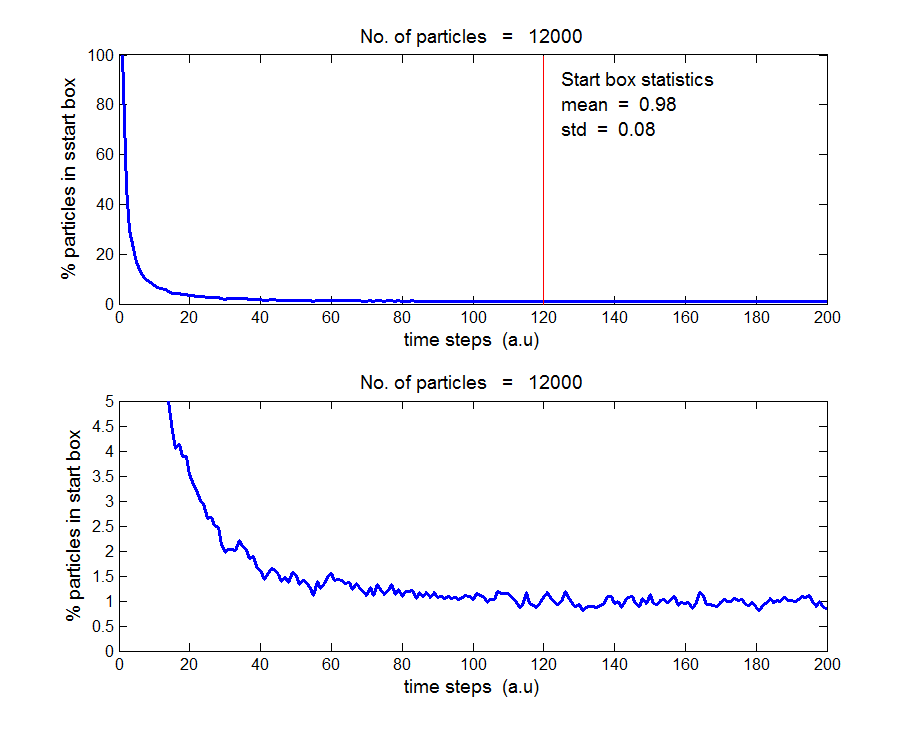 No. of particles = 12000
100
80
60
40
20
0
% particles in sstart box
Start box statistics
mean = 0.98
std = 0.08
0 20 40 60 80 100 120 140 160 180 200
time steps (a.u)
No. of particles = 12000
5
4.5
4
3.5
3
2.5
2
1.5
1
0.5
0
% particles in start box
0 20 40 60 80 100 120 140 160 180 200
time steps (a.u)